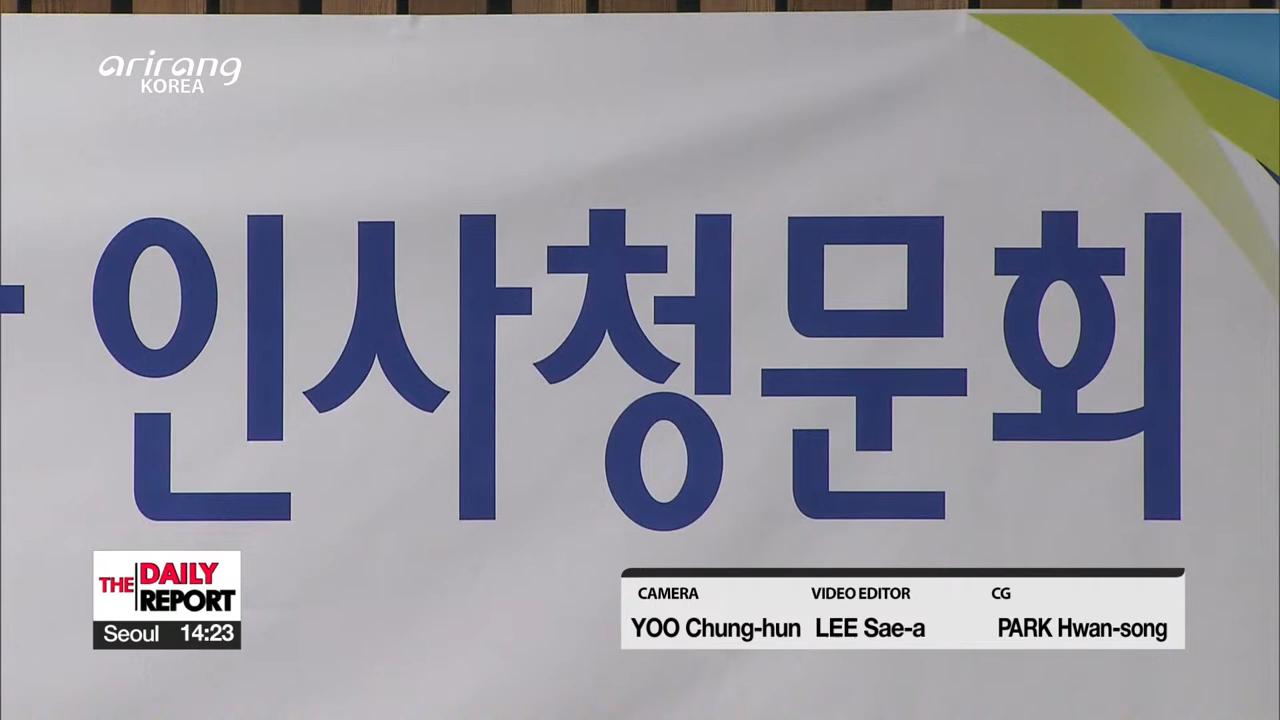 arirang
KOREA
인사청문회
THE DAILY
REPORT
Seoul 14:23
CAMERA VIDEO EDITOR CG
YOO Chung-hun LEE Sae-a PARK Hwan-song